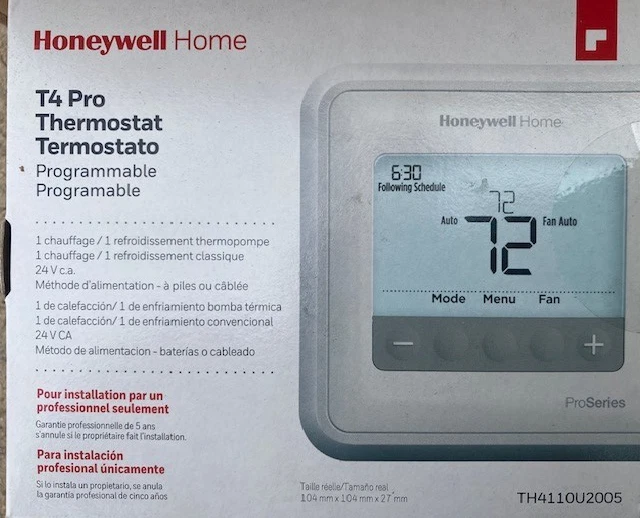 Honeywell Home
T4 Pro
Thermostat
Termostato
Programmable
Programable
1 chauffage / 1 refroidissement thermopompe
1 chauffage / 1 refroidissement classique
24 V c.a.
Méthode d'alimentation - à piles ou câblée
1 de calefacción/ 1 de enfriamiento bomba térmica
1 de calefacción/ 1 de enfriamiento convencional
24 V CA
Método de alimentacion - baterías o cableado
Pour installation par un
professionnel seulement
Garantie professionnelle de 5 ans
s'annule si le propriétaire fait l'installation.
Para instalación
profesional únicamente
Si lo instala un propietario, se anula
la garantía profesional de cinco años
Honeywell Home
6:30
Following Schedule
72
Auto 72 Fan Auto
Mode Menu Fan
− +
ProSeries
Taille réelle/Tamaño real
104 mm x 104 mm x 27 mm
TH4110U2005